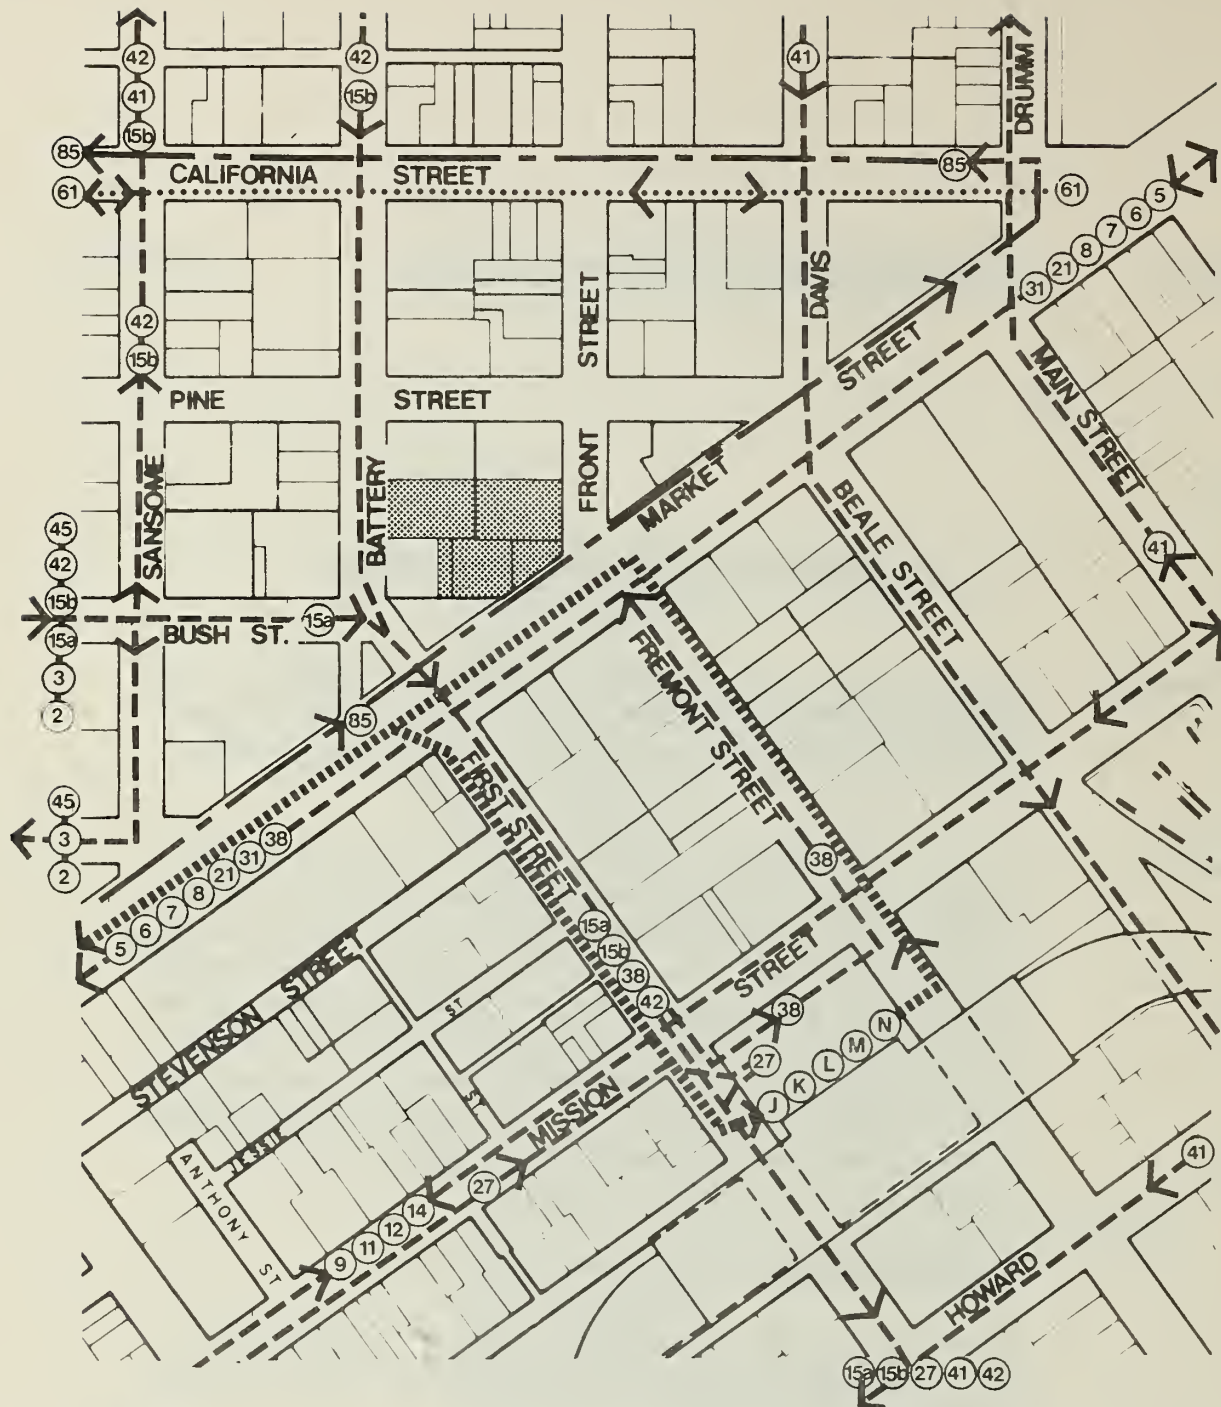 42
42
41
DRUMM
41
15b
15b
85
85
CALIFORNIA STREET
61
61
5
6
7
8
21
31
DAVIS
STREET
42
15b
STREET
MAIN STREET
PINE STREET
SANSOME
BATTERY
FRONT
MARKET
BEALE STREET
41
45
42
15b
15a
3
2
BUSH ST.
15a
FREMONT STREET
85
FIRST STREET
45
3
2
38
31
21
8
7
6
5
38
15a
15b
38
42
STREET
STEVENSON STREET
ST
38
27
J
K
L
M
N
ST.
MISSION
JESSIE
ANTHONY ST
27
14
12
11
9
41
HOWARD
15a
15b
27
41
42